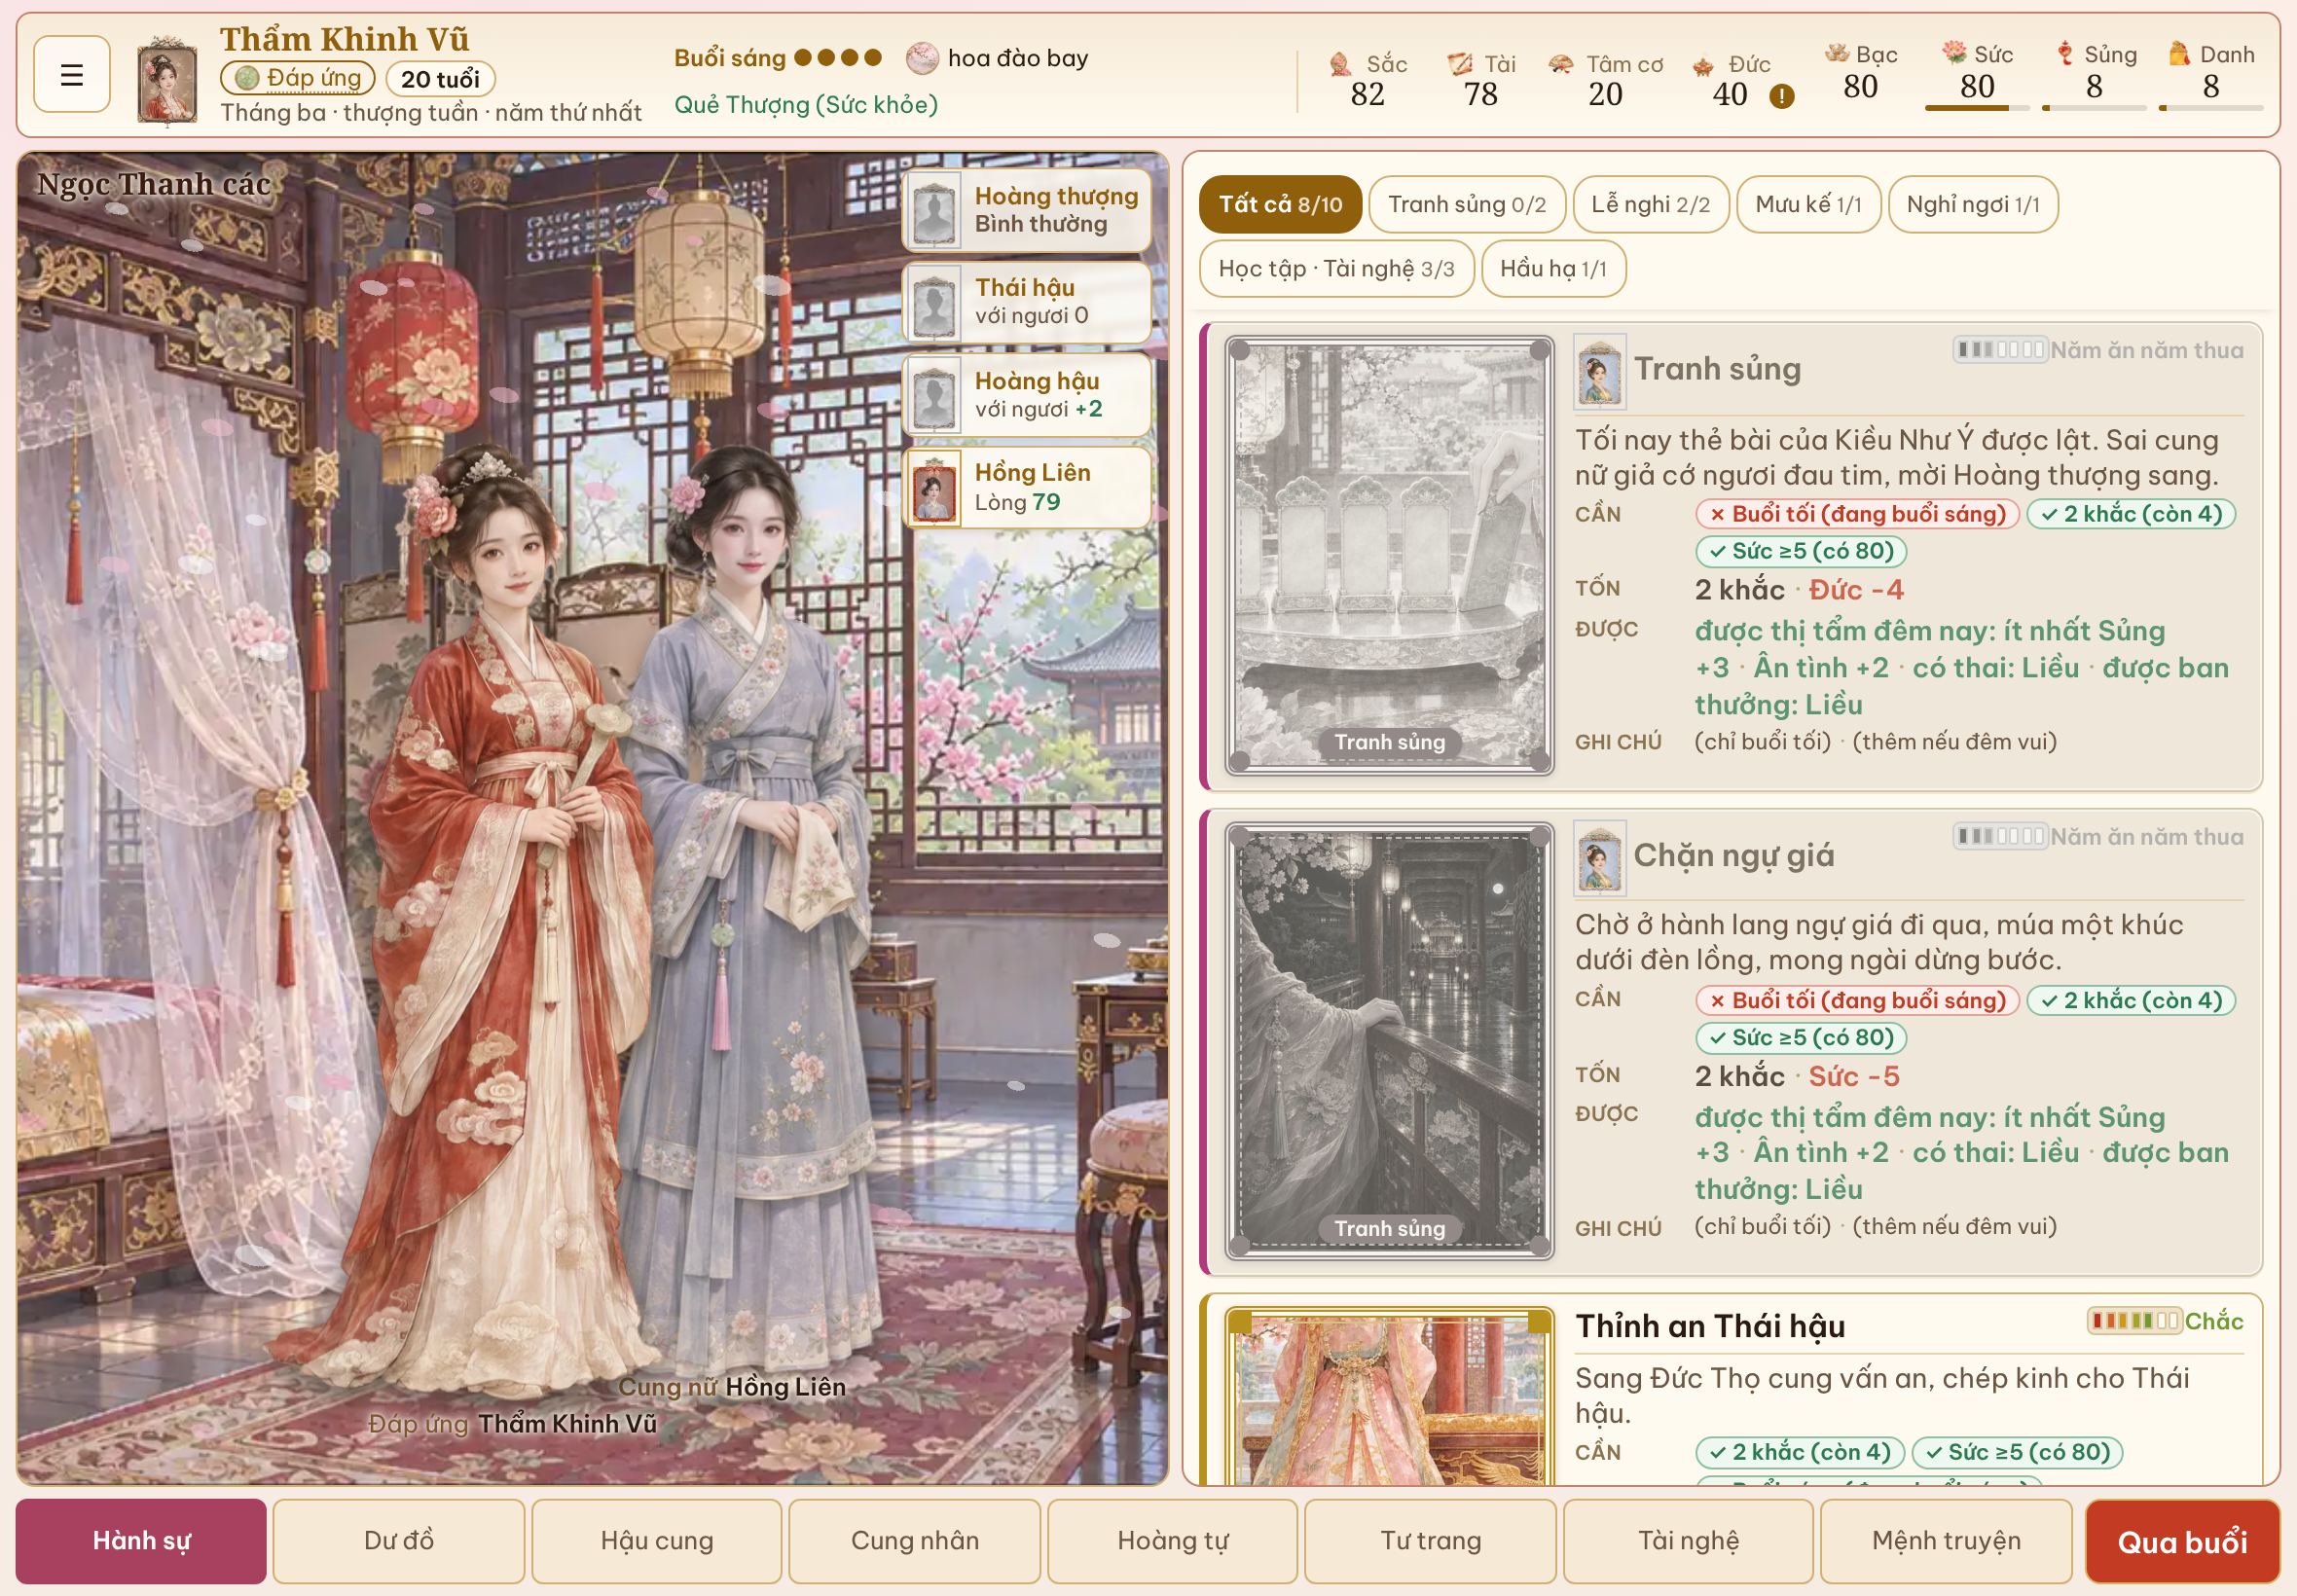 ☰
Thẩm Khinh Vũ
Đáp ứng 20 tuổi
Tháng ba · thượng tuần · năm thứ nhất
Buổi sáng hoa đào bay
Quẻ Thượng (Sức khỏe)
Sắc 82
Tài 78
Tâm cơ 20
Đức 40 !
Bạc 80
Sức 80
Sủng 8
Danh 8
Ngọc Thanh các
Hoàng thượng
Bình thường
Thái hậu
với ngươi 0
Hoàng hậu
với ngươi +2
Hồng Liên
Lòng 79
Cung nữ Hồng Liên
Đáp ứng Thẩm Khinh Vũ
Tất cả 8/10 Tranh sủng 0/2 Lễ nghi 2/2 Mưu kế 1/1 Nghỉ ngơi 1/1
Học tập · Tài nghệ 3/3 Hầu hạ 1/1
Tranh sủng
Tranh sủng Năm ăn năm thua
Tối nay thẻ bài của Kiều Như Ý được lật. Sai cung
nữ giả cớ ngươi đau tim, mời Hoàng thượng sang.
CẦN × Buổi tối (đang buổi sáng) ✓ 2 khắc (còn 4)
✓ Sức ≥5 (có 80)
TỐN 2 khắc · Đức -4
ĐƯỢC được thị tẩm đêm nay: ít nhất Sủng
+3 · Ân tình +2 · có thai: Liều · được ban
thưởng: Liều
GHI CHÚ (chỉ buổi tối) · (thêm nếu đêm vui)
Tranh sủng
Chặn ngự giá Năm ăn năm thua
Chờ ở hành lang ngự giá đi qua, múa một khúc
dưới đèn lồng, mong ngài dừng bước.
CẦN × Buổi tối (đang buổi sáng) ✓ 2 khắc (còn 4)
✓ Sức ≥5 (có 80)
TỐN 2 khắc · Sức -5
ĐƯỢC được thị tẩm đêm nay: ít nhất Sủng
+3 · Ân tình +2 · có thai: Liều · được ban
thưởng: Liều
GHI CHÚ (chỉ buổi tối) · (thêm nếu đêm vui)
Thỉnh an Thái hậu Chắc
Sang Đức Thọ cung vấn an, chép kinh cho Thái
hậu.
CẦN ✓ 2 khắc (còn 4) ✓ Sức ≥5 (có 80)
Hành sự Dư đồ Hậu cung Cung nhân Hoàng tự Tư trang Tài nghệ Mệnh truyện Qua buổi